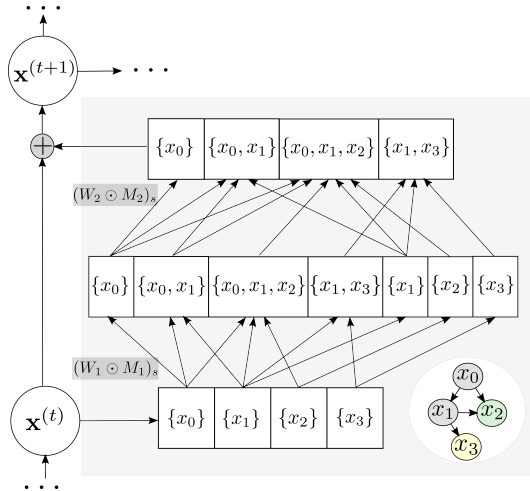 ...
x^(t+1) ...
{x_0} {x_0, x_1} {x_0, x_1, x_2} {x_1, x_3}
+
(W_2 ⊙ M_2)_s
{x_0} {x_0, x_1} {x_0, x_1, x_2} {x_1, x_3} {x_1} {x_2} {x_3}
(W_1 ⊙ M_1)_s
x^(t) {x_0} {x_1} {x_2} {x_3}
x_0
x_1 x_2
x_3
...